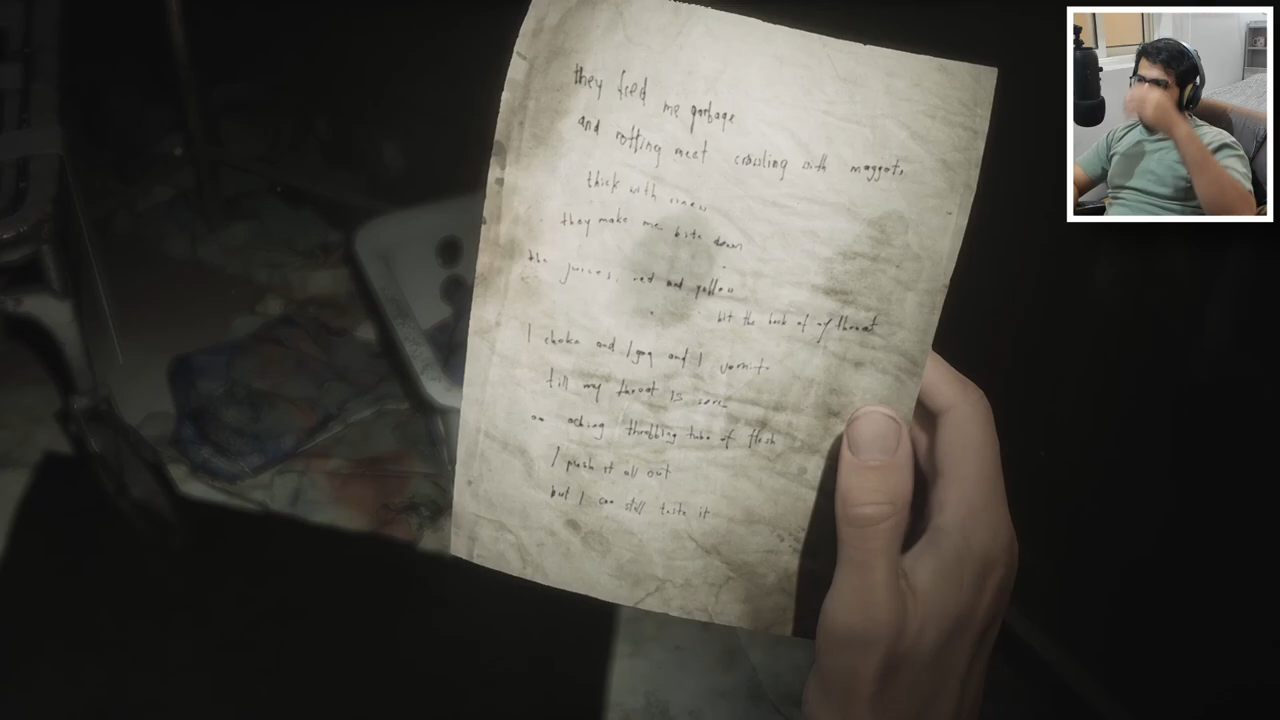 they feed me garbage
and rotting meat crawling with maggots
thick with sinew
they make me bite down
the juices, red and yellow
hit the back of my throat
I choke and I gag and I vomit
till my throat is sore
an aching throbbing tube of flesh
I push it all out
but I can still taste it